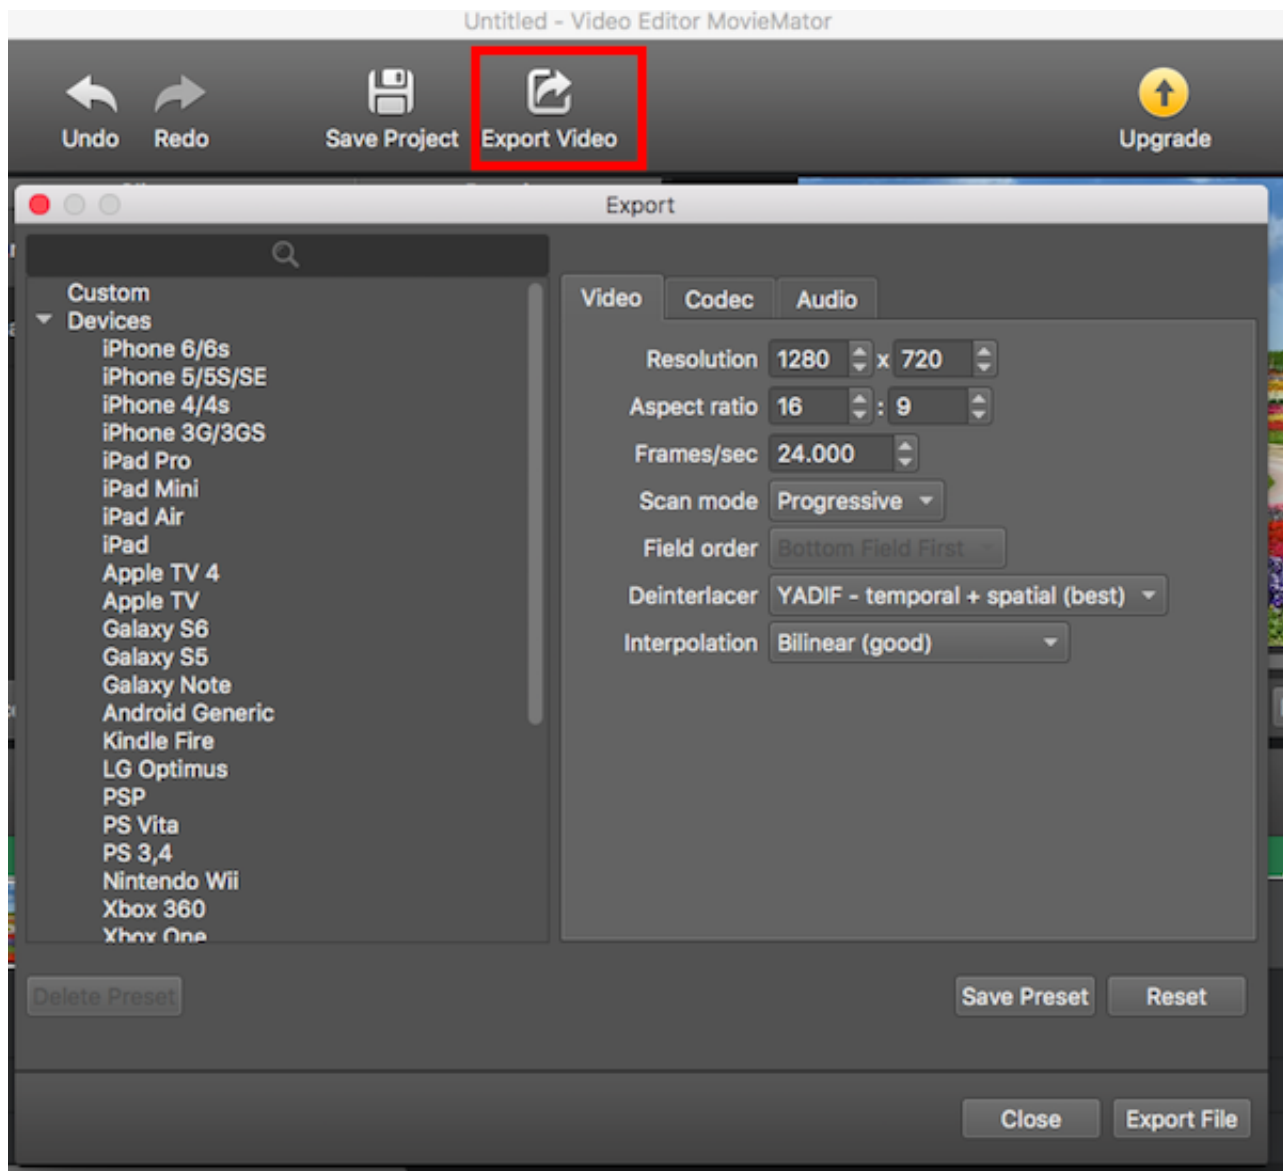 Untitled - Video Editor MovieMator
Undo Redo Save Project Export Video Upgrade
Export
Custom
Devices
iPhone 6/6s
iPhone 5/5S/SE
iPhone 4/4s
iPhone 3G/3GS
iPad Pro
iPad Mini
iPad Air
iPad
Apple TV 4
Apple TV
Galaxy S6
Galaxy S5
Galaxy Note
Android Generic
Kindle Fire
LG Optimus
PSP
PS Vita
PS 3,4
Nintendo Wii
Xbox 360
Xbox One
Video Codec Audio
Resolution 1280 x 720
Aspect ratio 16 : 9
Frames/sec 24.000
Scan mode Progressive
Field order Bottom Field First
Deinterlacer YADIF - temporal + spatial (best)
Interpolation Bilinear (good)
Delete Preset Save Preset Reset
Close Export File